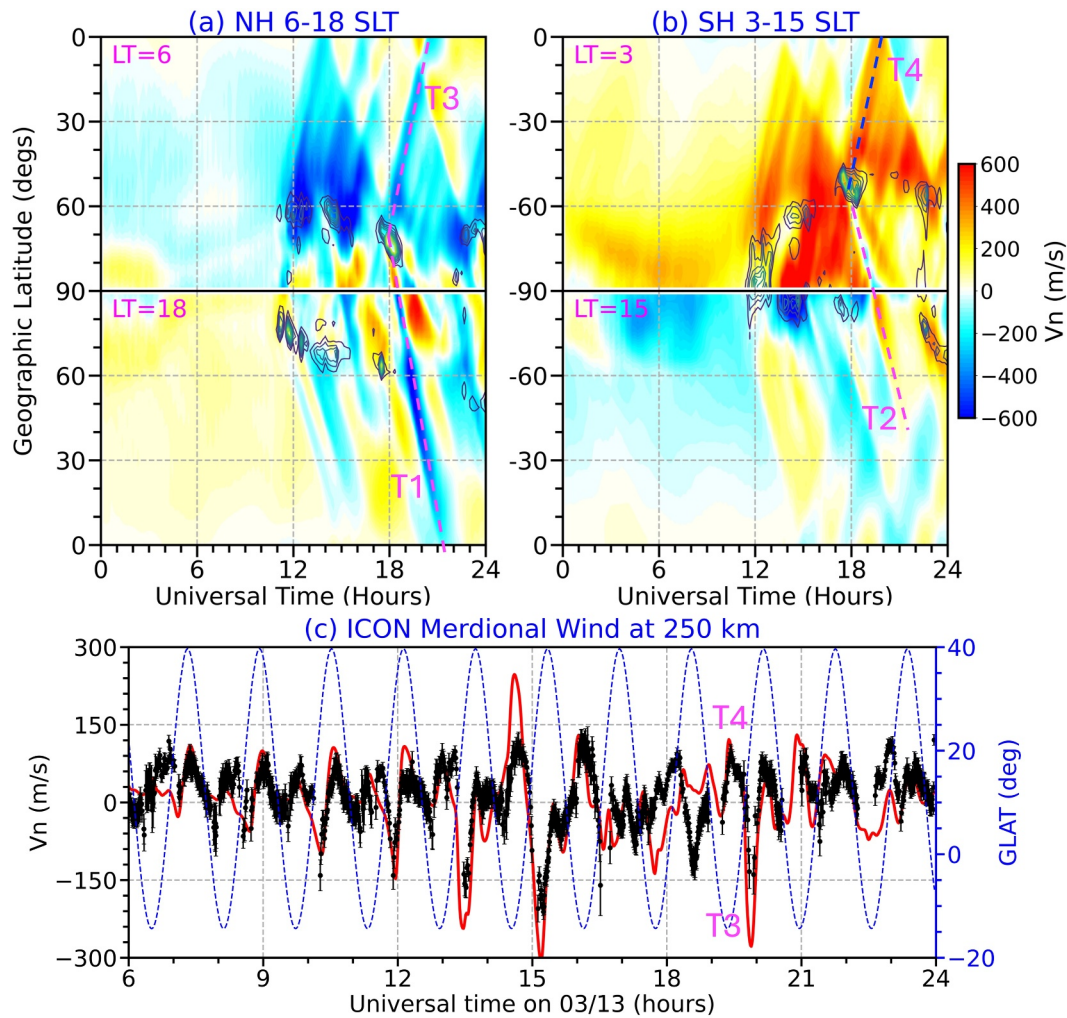 (a) NH 6-18 SLT
(b) SH 3-15 SLT
0
30
60
90
60
30
0
Geographic Latitude (degs)
LT=6
T3
LT=18
T1
0
6
12
18
24
Universal Time (Hours)
0
-30
-60
-90
-60
-30
0
LT=3
T4
LT=15
T2
0
6
12
18
24
Universal Time (Hours)
600
400
200
0
−200
−400
−600
Vn (m/s)
(c) ICON Merdional Wind at 250 km
300
150
0
−150
−300
Vn (m/s)
T4
T3
40
20
0
−20
GLAT (deg)
6
9
12
15
18
21
24
Universal time on 03/13 (hours)